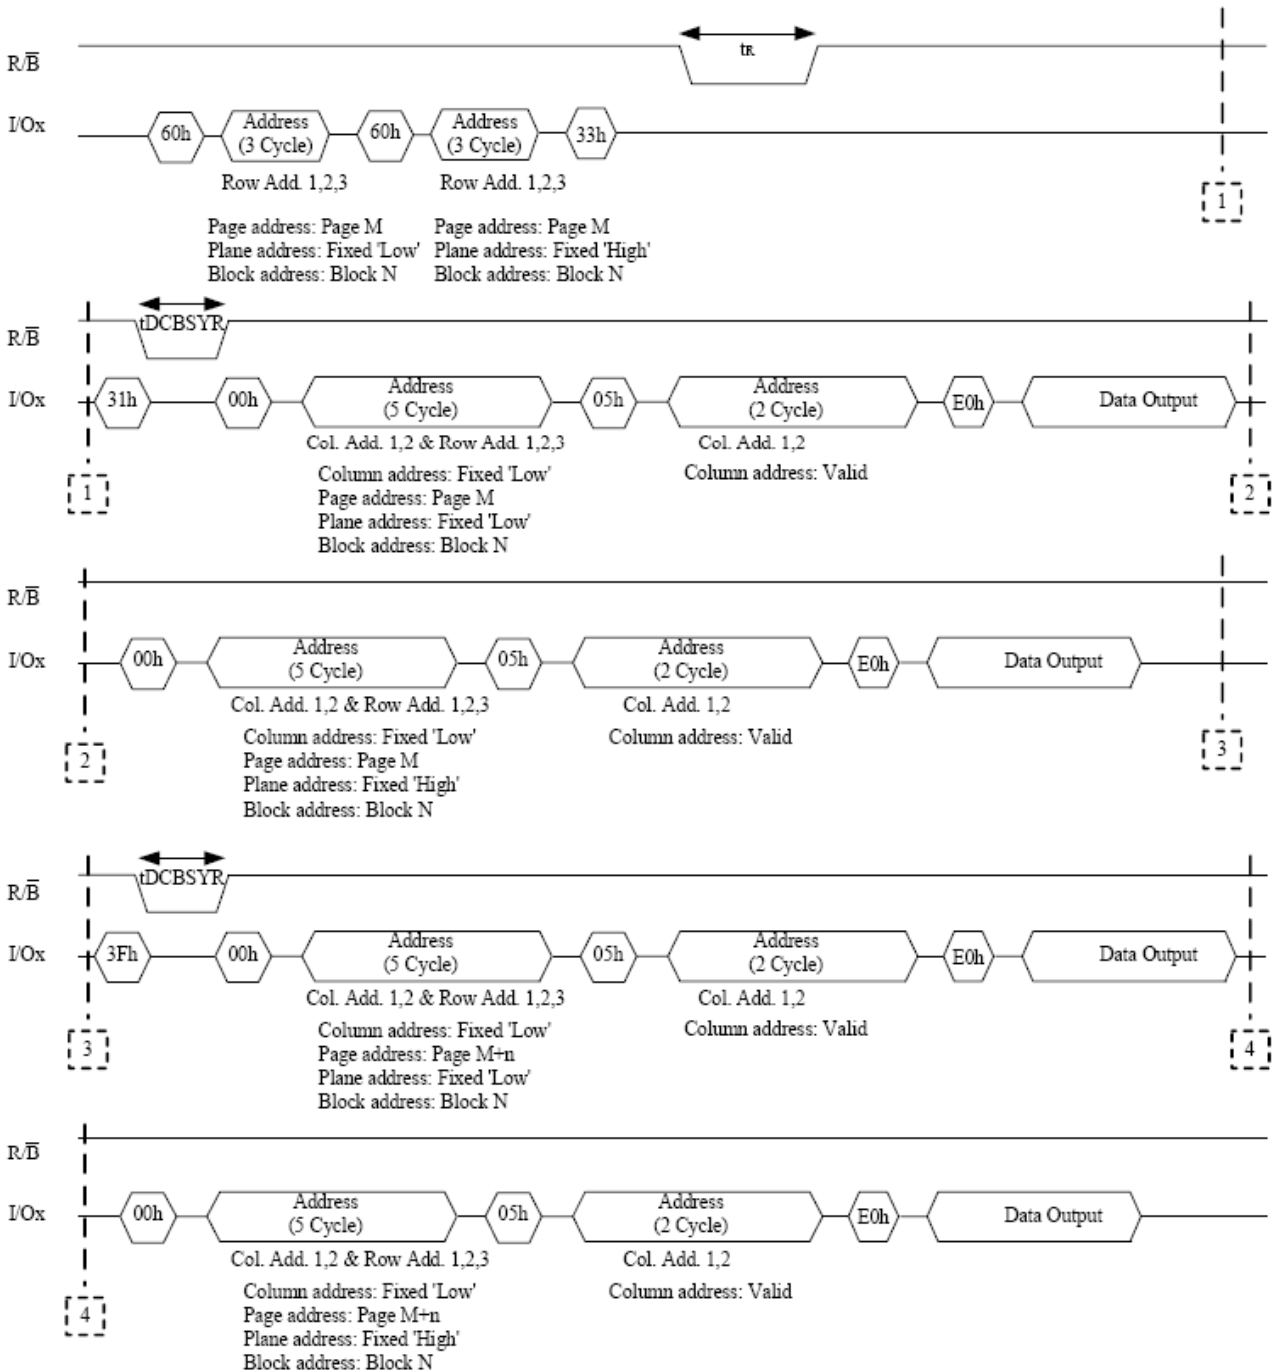 R/B̅
tR
I/Ox
60h
Address
(3 Cycle)
60h
Address
(3 Cycle)
33h
Row Add. 1,2,3
Row Add. 1,2,3
1
Page address: Page M
Plane address: Fixed 'Low'
Block address: Block N
Page address: Page M
Plane address: Fixed 'High'
Block address: Block N
tDCBSYR
R/B̅
I/Ox
31h
00h
Address
(5 Cycle)
05h
Address
(2 Cycle)
E0h
Data Output
Col. Add. 1,2 & Row Add. 1,2,3
Col. Add. 1,2
Column address: Fixed 'Low'
Page address: Page M
Plane address: Fixed 'Low'
Block address: Block N
Column address: Valid
1
2
R/B̅
I/Ox
00h
Address
(5 Cycle)
05h
Address
(2 Cycle)
E0h
Data Output
Col. Add. 1,2 & Row Add. 1,2,3
Col. Add. 1,2
Column address: Fixed 'Low'
Page address: Page M
Plane address: Fixed 'High'
Block address: Block N
Column address: Valid
2
3
tDCBSYR
R/B̅
I/Ox
3Fh
00h
Address
(5 Cycle)
05h
Address
(2 Cycle)
E0h
Data Output
Col. Add. 1,2 & Row Add. 1,2,3
Col. Add. 1,2
Column address: Fixed 'Low'
Page address: Page M+n
Plane address: Fixed 'Low'
Block address: Block N
Column address: Valid
3
4
R/B̅
I/Ox
00h
Address
(5 Cycle)
05h
Address
(2 Cycle)
E0h
Data Output
Col. Add. 1,2 & Row Add. 1,2,3
Col. Add. 1,2
Column address: Fixed 'Low'
Page address: Page M+n
Plane address: Fixed 'High'
Block address: Block N
Column address: Valid
4